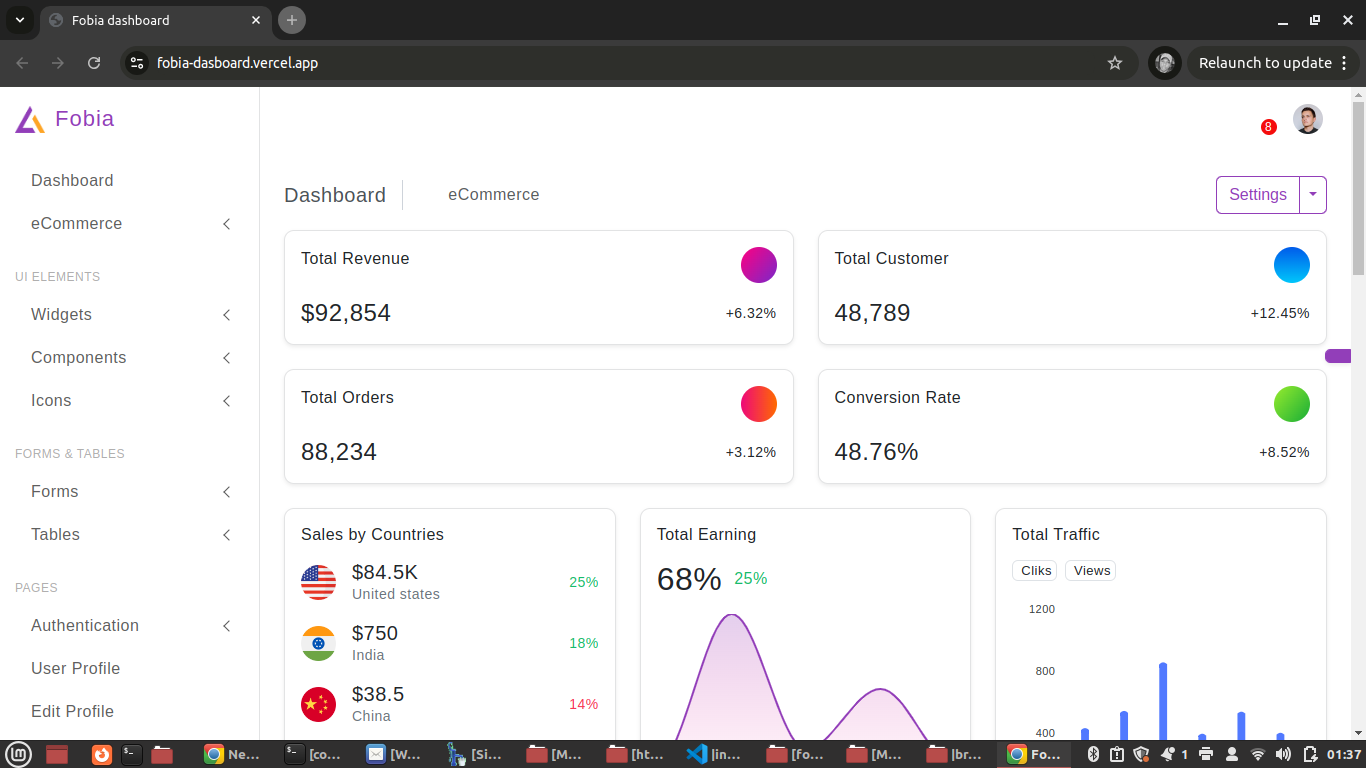 Fobia dashboard
fobia-dasboard.vercel.app
Relaunch to update
Fobia
8
Dashboard
eCommerce
UI ELEMENTS
Widgets
Components
Icons
FORMS & TABLES
Forms
Tables
PAGES
Authentication
User Profile
Edit Profile
Dashboard
eCommerce
Settings
Total Revenue
$92,854
+6.32%
Total Customer
48,789
+12.45%
Total Orders
88,234
+3.12%
Conversion Rate
48.76%
+8.52%
Sales by Countries
$84.5K
United states
25%
$750
India
18%
$38.5
China
14%
Total Earning
68% 25%
Total Traffic
Cliks Views
1200
800
400
Ne...
[co...
[W...
[Si...
[M...
[ht...
|in...
[fo...
[M...
|br...
Fo...
1
01:37